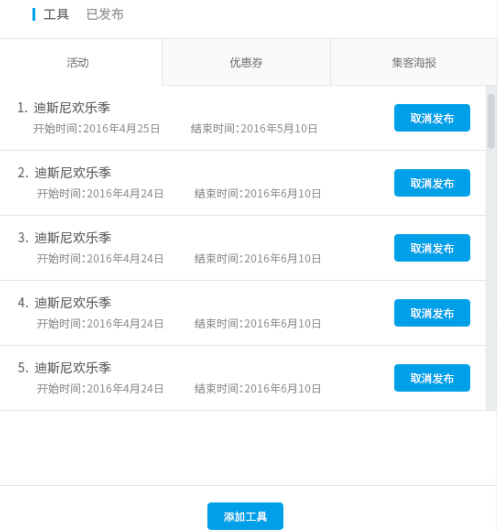 工具 已发布
活动 优惠券 集客海报
1. 迪斯尼欢乐季
开始时间:2016年4月25日 结束时间:2016年5月10日 取消发布
2. 迪斯尼欢乐季
开始时间:2016年4月24日 结束时间:2016年6月10日 取消发布
3. 迪斯尼欢乐季
开始时间:2016年4月24日 结束时间:2016年6月10日 取消发布
4. 迪斯尼欢乐季
开始时间:2016年4月24日 结束时间:2016年6月10日 取消发布
5. 迪斯尼欢乐季
开始时间:2016年4月24日 结束时间:2016年6月10日 取消发布
添加工具